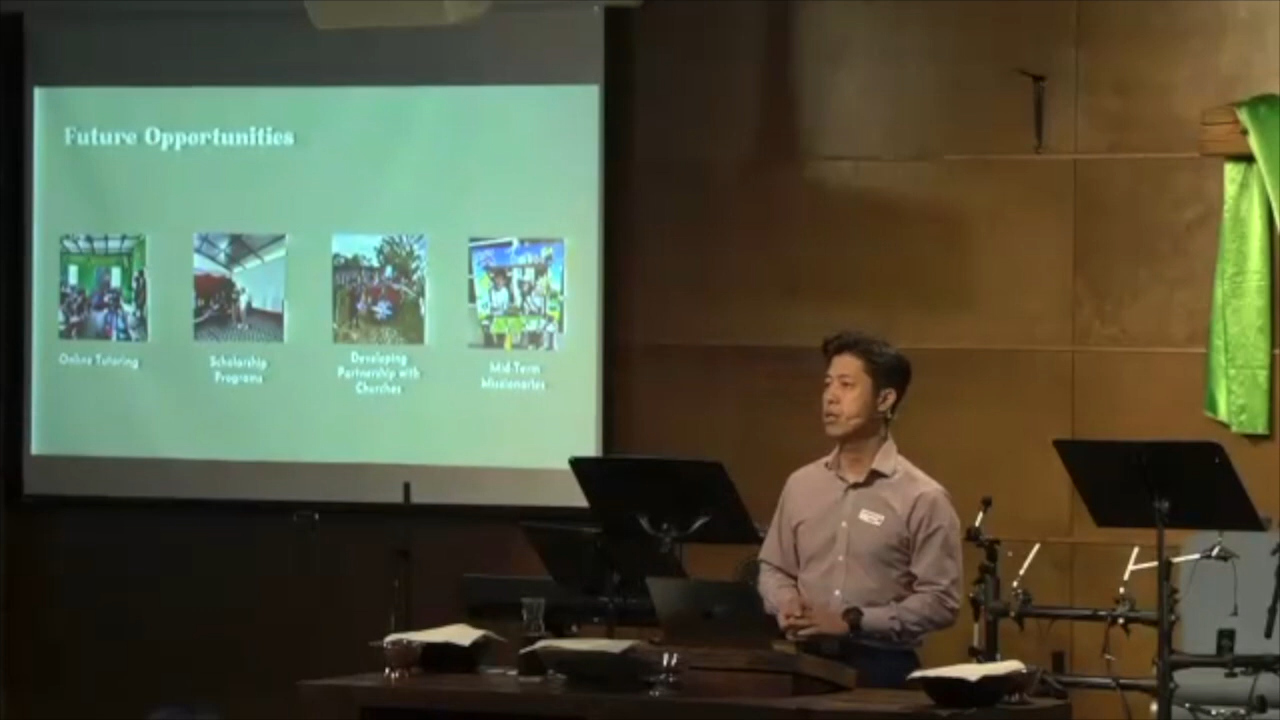 Future Opportunities
Online Tutoring
Scholarship
Programs
Developing
Partnership with
Churches
Mid-Term
Missionaries